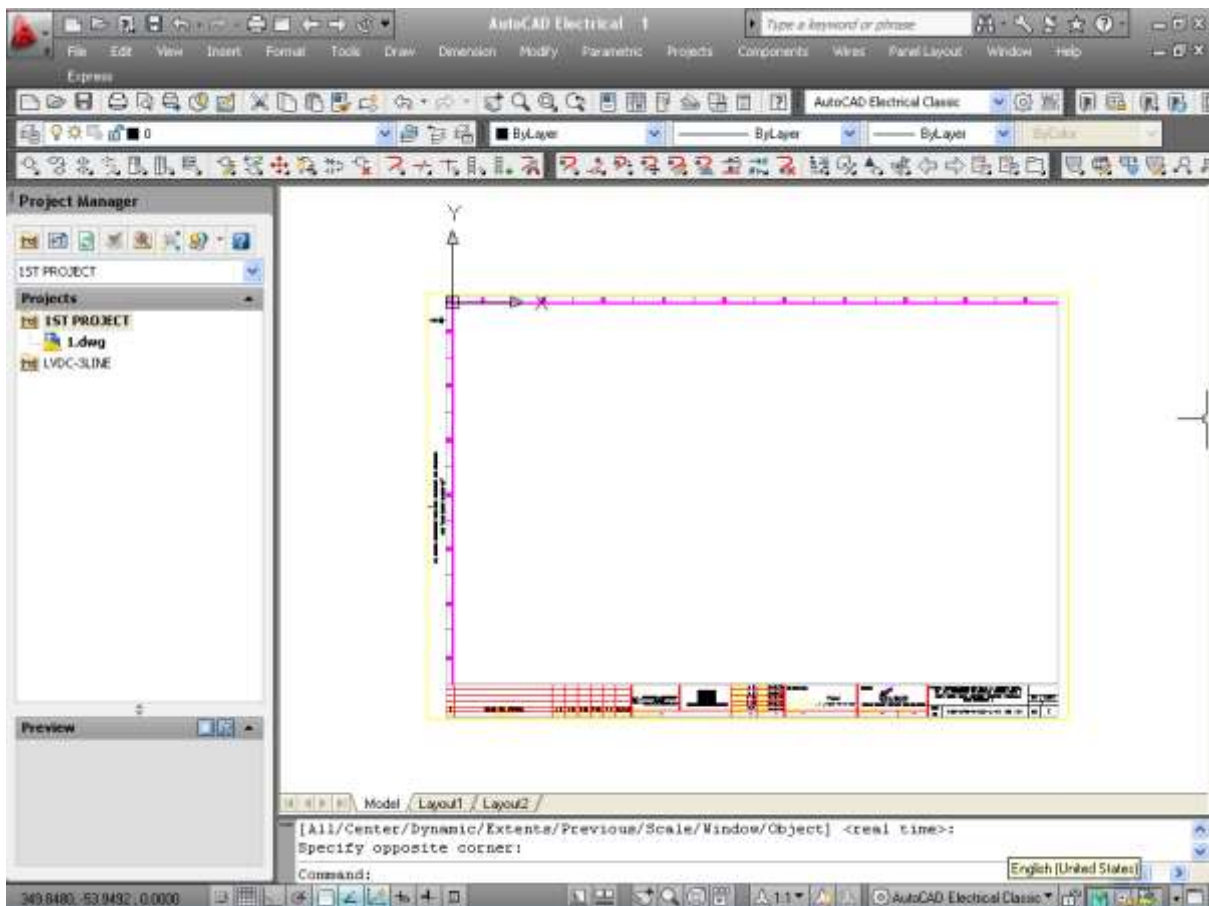 AutoCAD Electrical 1
Type a keyword or phrase
File Edit View Insert Format Tools Draw Dimension Modify Parametric Projects Components Wires Panel Layout Window Help
Express
AutoCAD Electrical Classic
0
ByLayer
ByLayer
ByLayer
ByColor
Project Manager
1ST PROJECT
Projects
1ST PROJECT
1.dwg
LVDC-3LINE
Y
X
Preview
Model Layout1 Layout2
[All/Center/Dynamic/Extents/Previous/Scale/Window/Object] <real time>:
Specify opposite corner:
Command:
English (United States)
349.8480, -53.9492, 0.0000
1:1
AutoCAD Electrical Classic